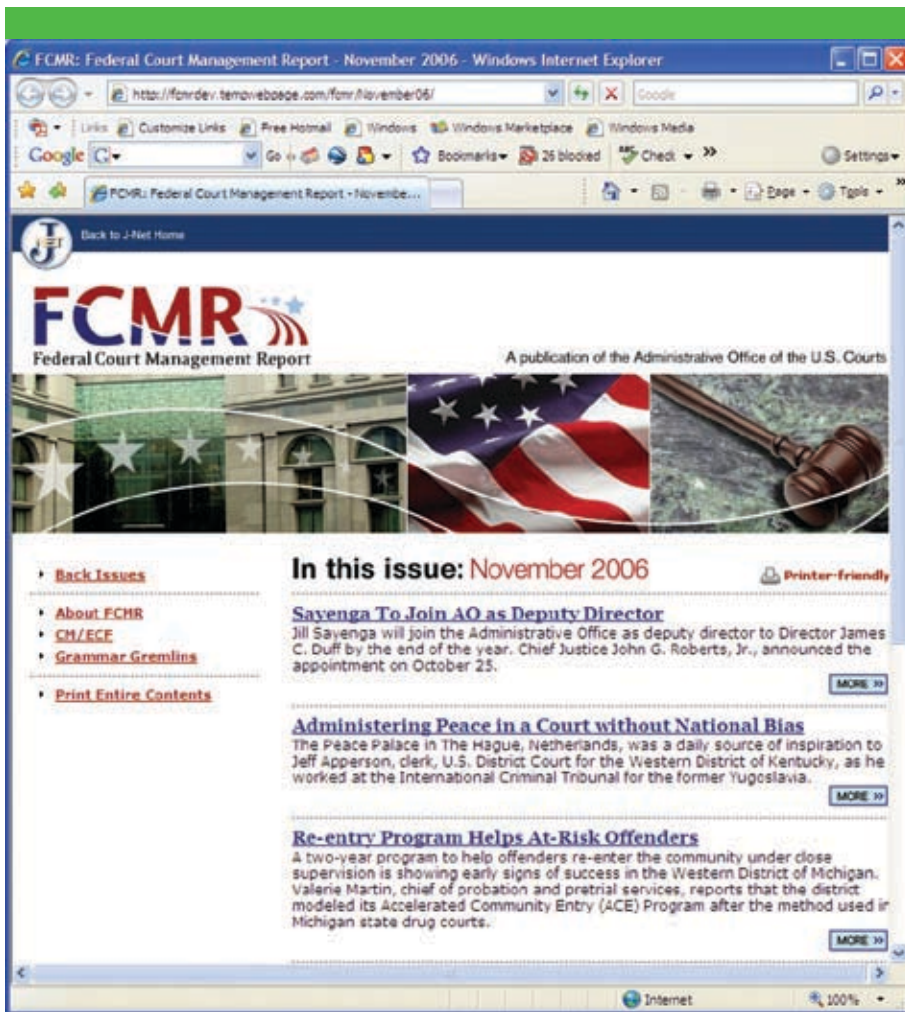 FCMR: Federal Court Management Report - November 2006 - Windows Internet Explorer
http://fcmrdev.tempwebpage.com/fcmr/November06/
Google
Links Customize Links Free Hotmail Windows Windows Marketplace Windows Media
Google Go Bookmarks 26 blocked Check Settings
FCMR: Federal Court Management Report - Novembe... Page Tools
J NET Back to J-Net Home
FCMR
Federal Court Management Report
A publication of the Administrative Office of the U.S. Courts
Back Issues
About FCMR
CM/ECF
Grammar Gremlins
Print Entire Contents
In this issue: November 2006
Printer-friendly
Sayenga To Join AO as Deputy Director
Jill Sayenga will join the Administrative Office as deputy director to Director James
C. Duff by the end of the year. Chief Justice John G. Roberts, Jr., announced the
appointment on October 25.
MORE »
Administering Peace in a Court without National Bias
The Peace Palace in The Hague, Netherlands, was a daily source of inspiration to
Jeff Apperson, clerk, U.S. District Court for the Western District of Kentucky, as he
worked at the International Criminal Tribunal for the former Yugoslavia.
MORE »
Re-entry Program Helps At-Risk Offenders
A two-year program to help offenders re-enter the community under close
supervision is showing early signs of success in the Western District of Michigan.
Valerie Martin, chief of probation and pretrial services, reports that the district
modeled its Accelerated Community Entry (ACE) Program after the method used in
Michigan state drug courts.
MORE »
Internet 100%